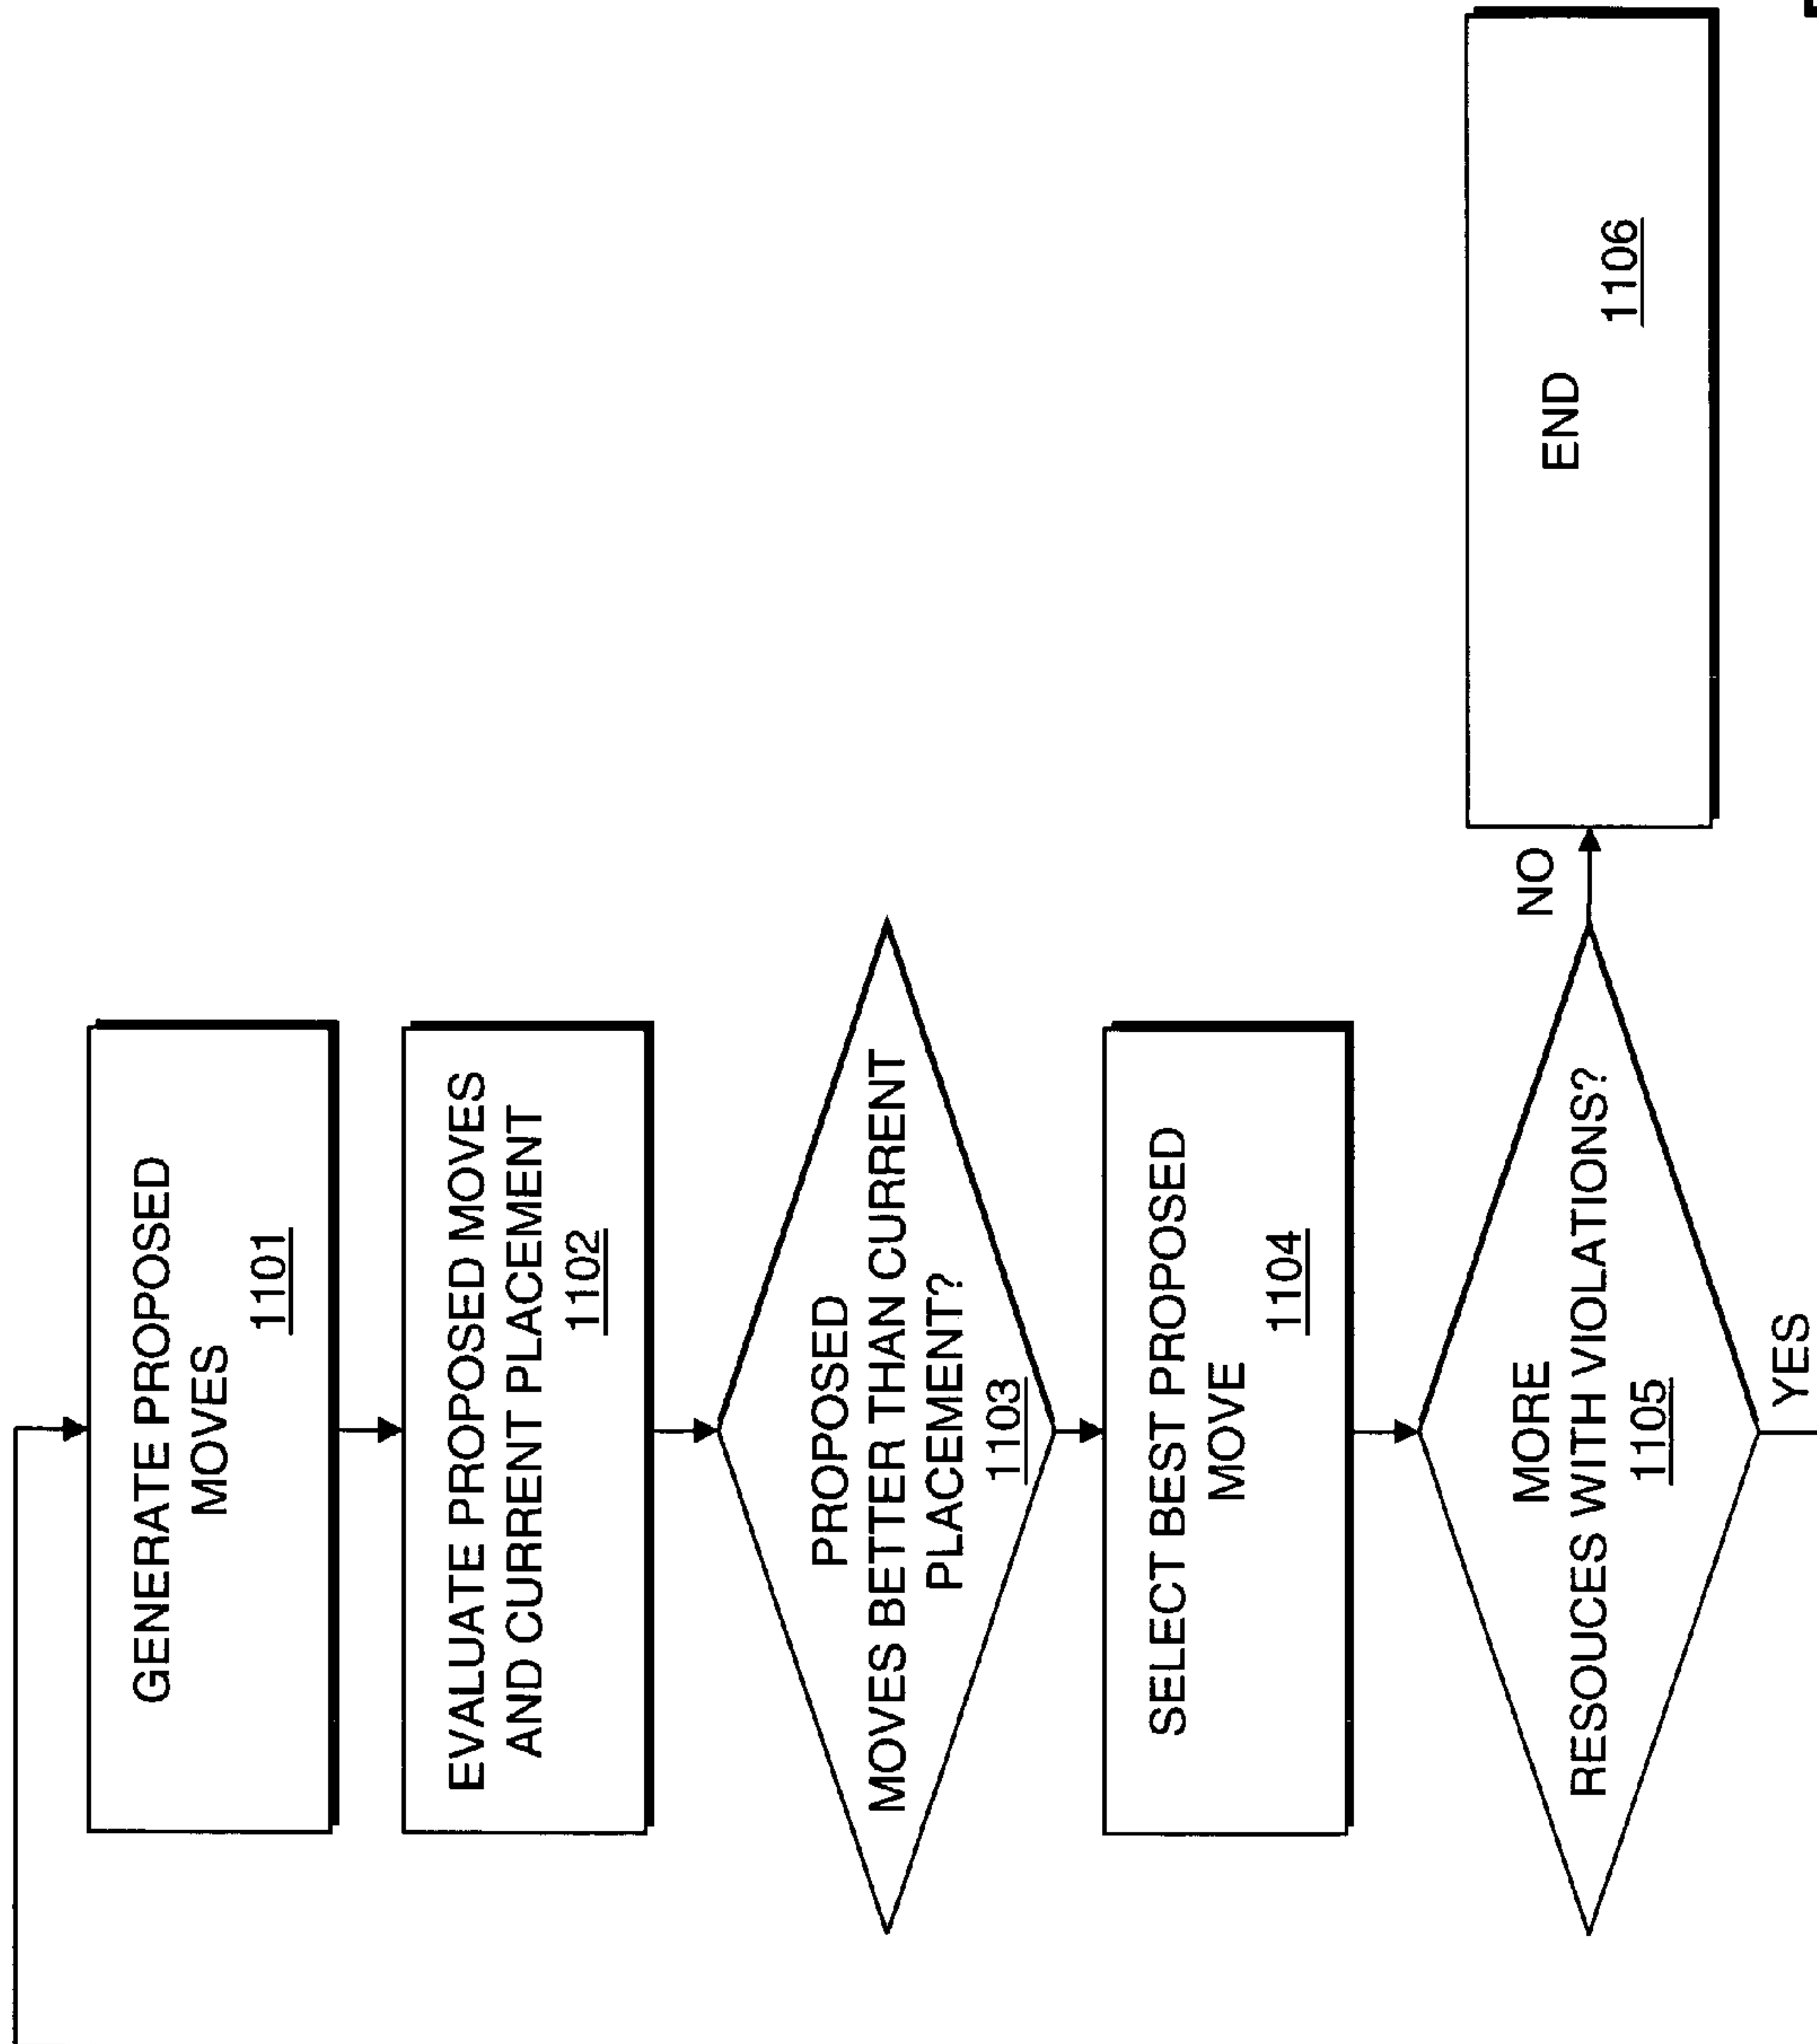 GENERATE PROPOSED
MOVES
1101
EVALUATE PROPOSED MOVES
AND CURRENT PLACEMENT
1102
PROPOSED
MOVES BETTER THAN CURRENT
PLACEMENT?
1103
SELECT BEST PROPOSED
MOVE
1104
MORE
RESOUCES WITH VIOLATIONS?
1105
NO
YES
END
1106